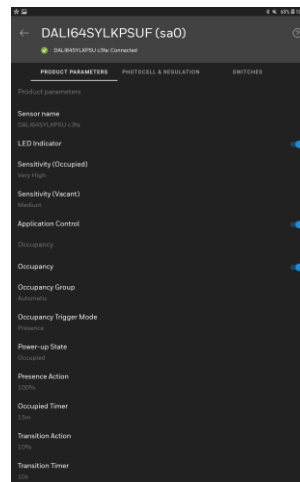 DALI64SYLKPSUF (sa0)
DALI64SYLKPSU c3fa: Connected
PRODUCT PARAMETERS PHOTOCELL & REGULATION SWITCHES
Product parameters
Sensor name
DALI64SYLKPSU c3fa
LED Indicator
Sensitivity (Occupied)
Very High
Sensitivity (Vacant)
Medium
Application Control
Occupancy
Occupancy
Occupancy Group
Automatic
Occupancy Trigger Mode
Presence
Power-up State
Occupied
Presence Action
100%
Occupied Timer
15m
Transition Action
10%
Transition Timer
10s